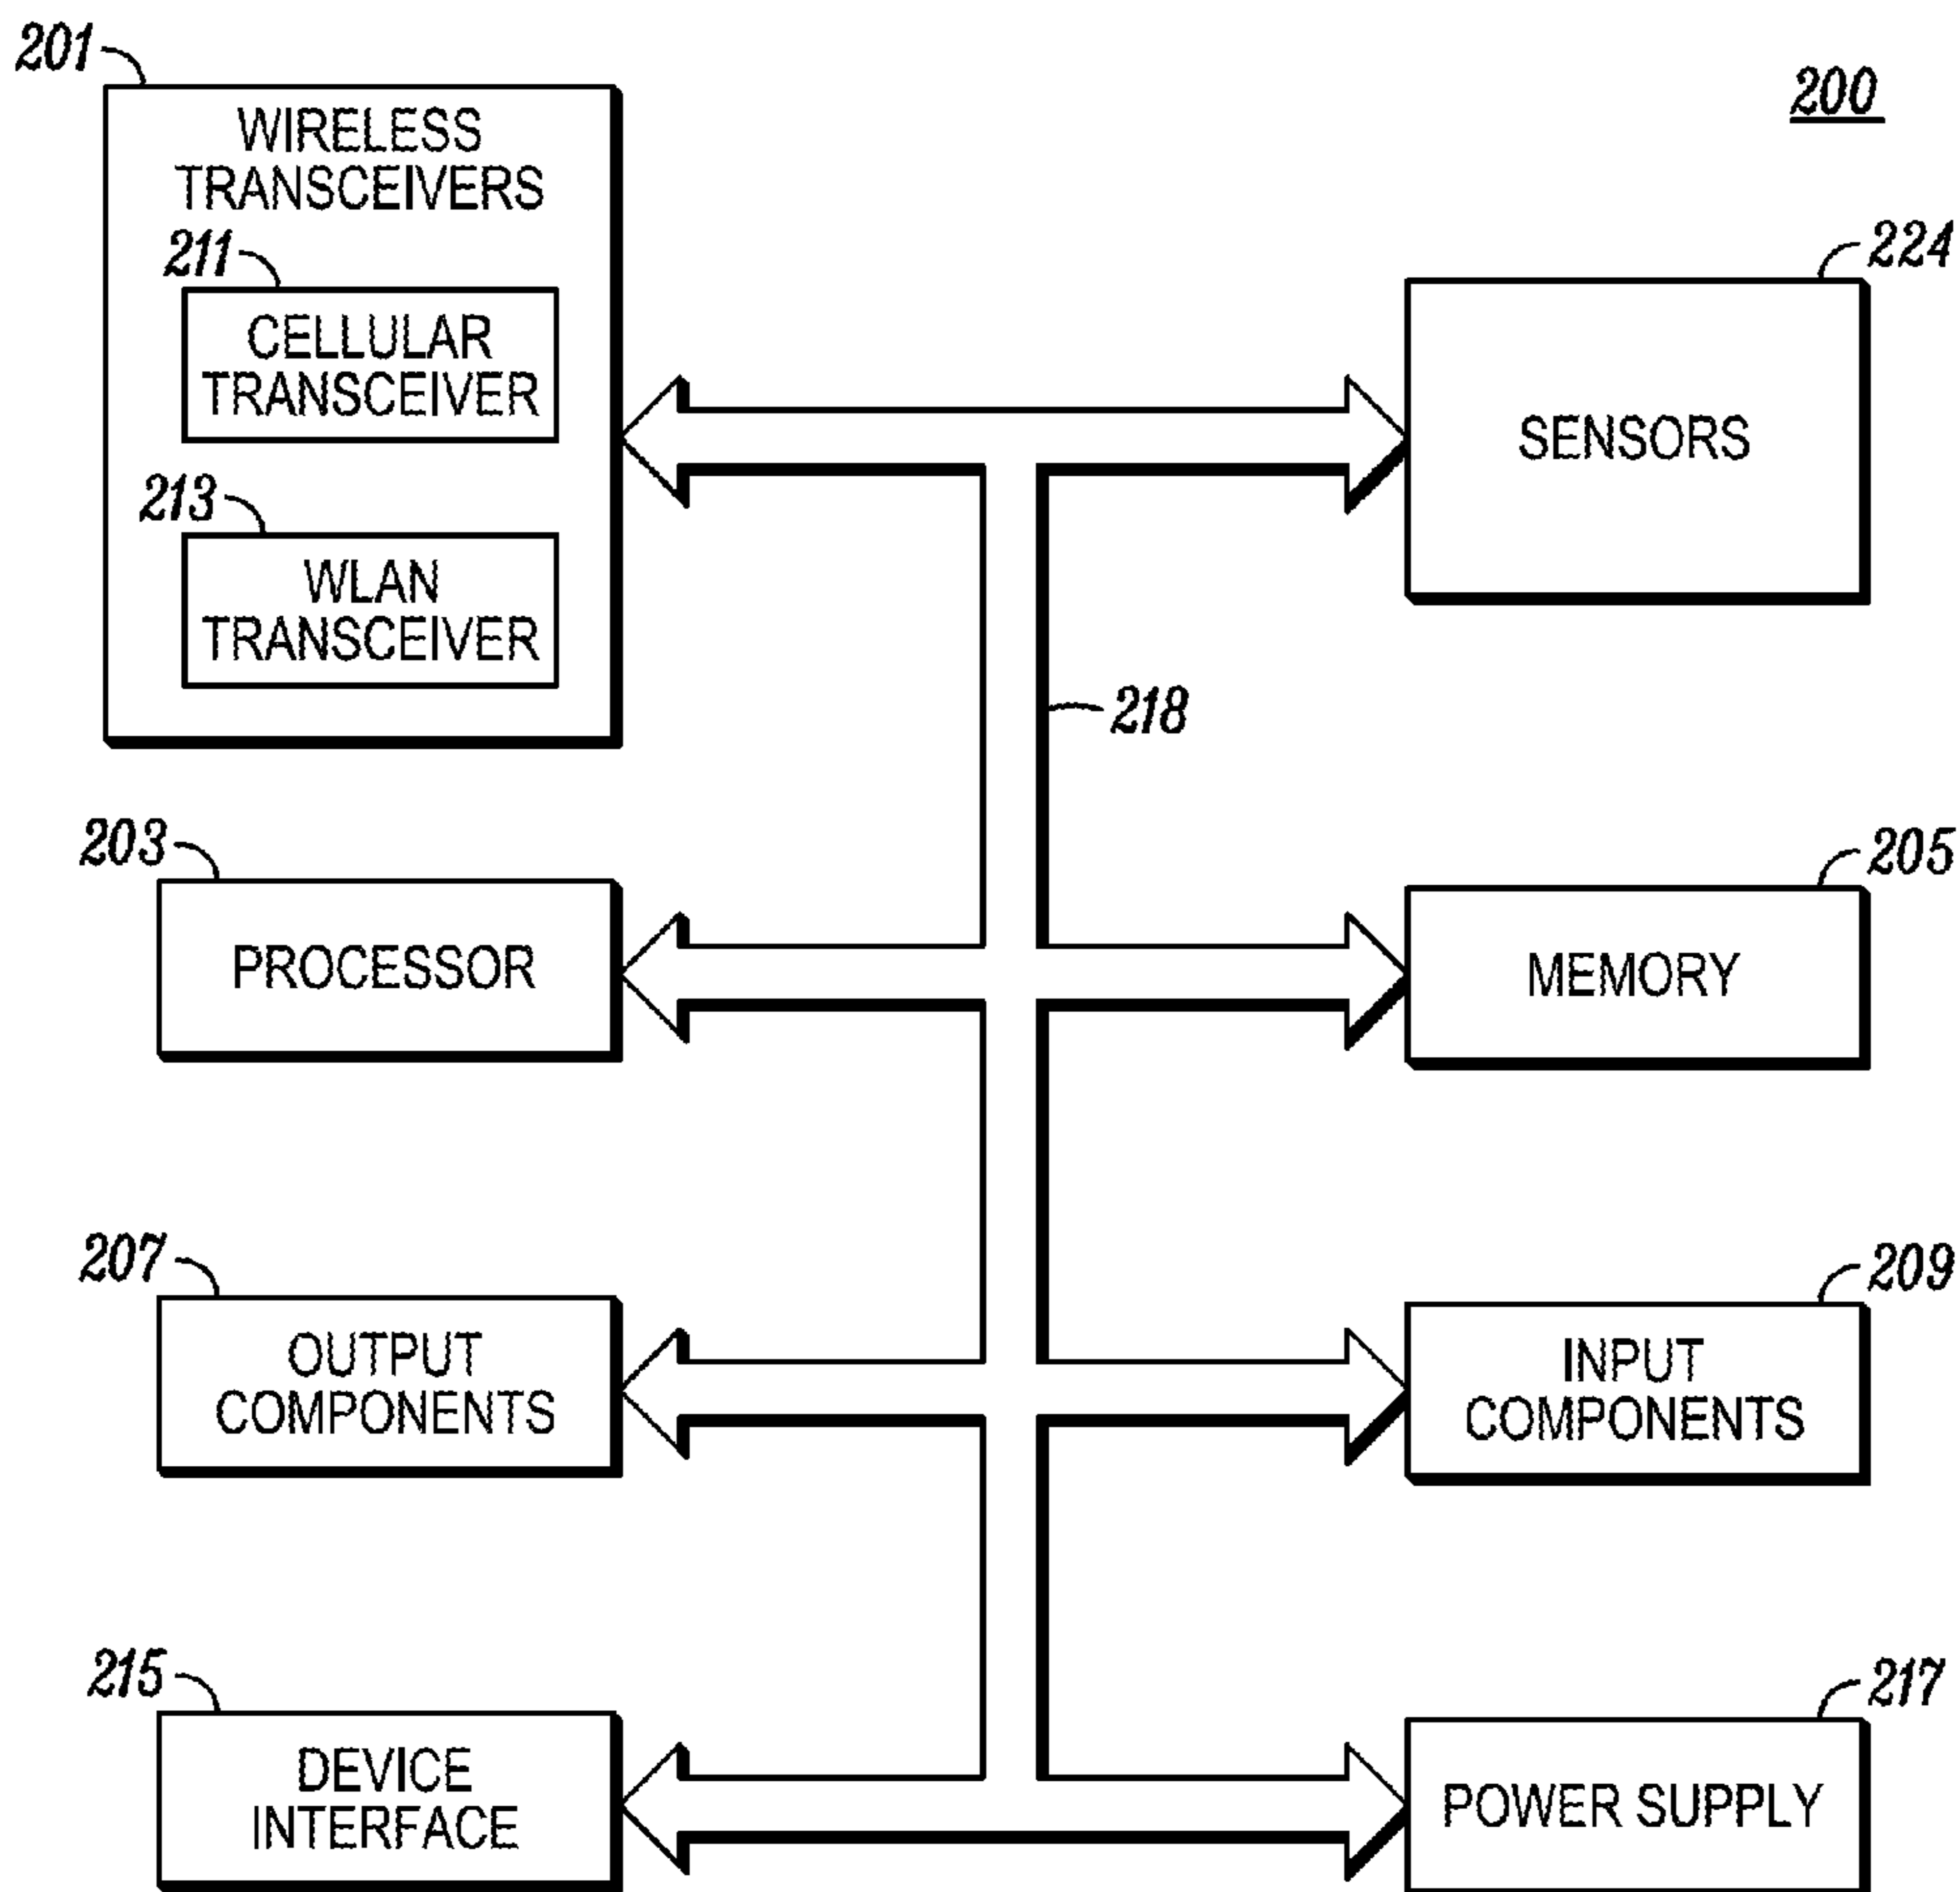 201
200
WIRELESS
TRANSCEIVERS
211
CELLULAR
TRANSCEIVER
213
WLAN
TRANSCEIVER
224
SENSORS
218
203
PROCESSOR
205
MEMORY
207
OUTPUT
COMPONENTS
209
INPUT
COMPONENTS
215
DEVICE
INTERFACE
217
POWER SUPPLY